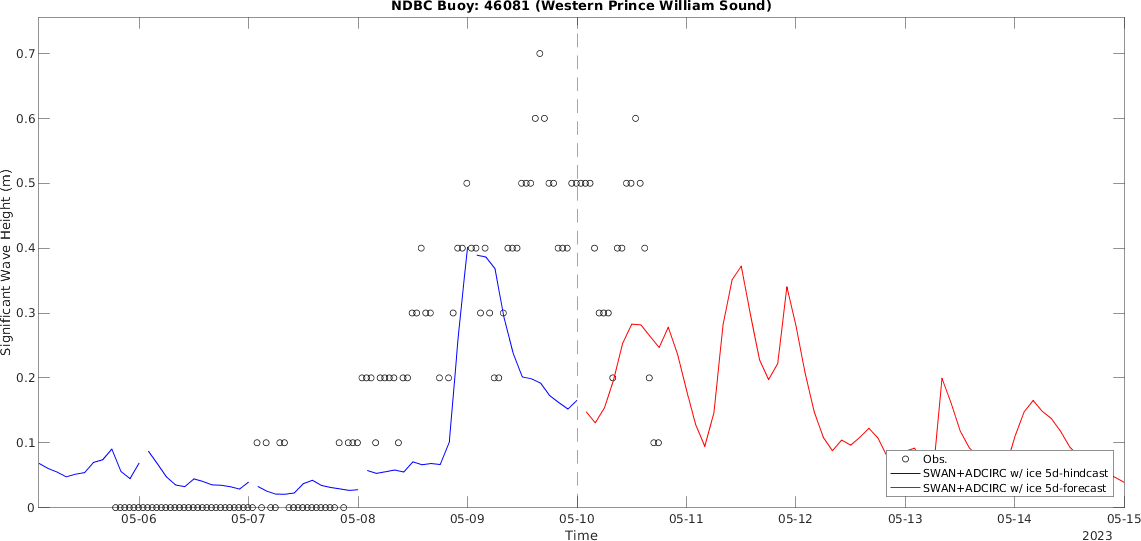 NDBC Buoy: 46081 (Western Prince William Sound)
Significant Wave Height (m)
0.7
0.6
0.5
0.4
0.3
0.2
0.1
0
Obs.
SWAN+ADCIRC w/ ice 5d-hindcast
SWAN+ADCIRC w/ ice 5d-forecast
05-06 05-07 05-08 05-09 05-10 05-11 05-12 05-13 05-14 05-15
Time
2023